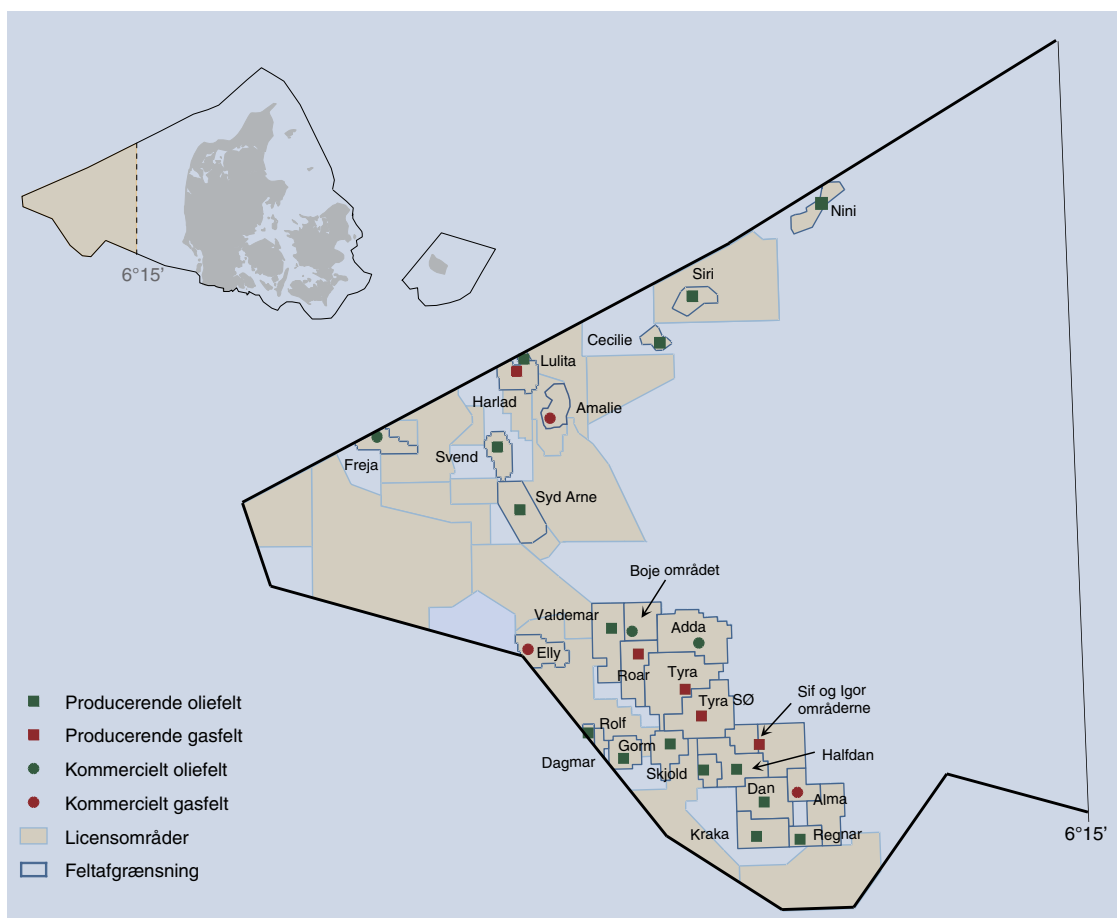 6°15’
Nini
Siri
Cecilie
Lulita
Harlad
Amalie
Freja
Svend
Syd Arne
Boje området
Valdemar
Adda
Elly
Roar
Tyra
Tyra SØ
Sif og Igor
områderne
Rolf
Gorm
Dagmar
Skjold
Halfdan
Dan
Alma
Kraka
Regnar
6°15’
Producerende oliefelt
Producerende gasfelt
Kommercielt oliefelt
Kommercielt gasfelt
Licensområder
Feltafgrænsning